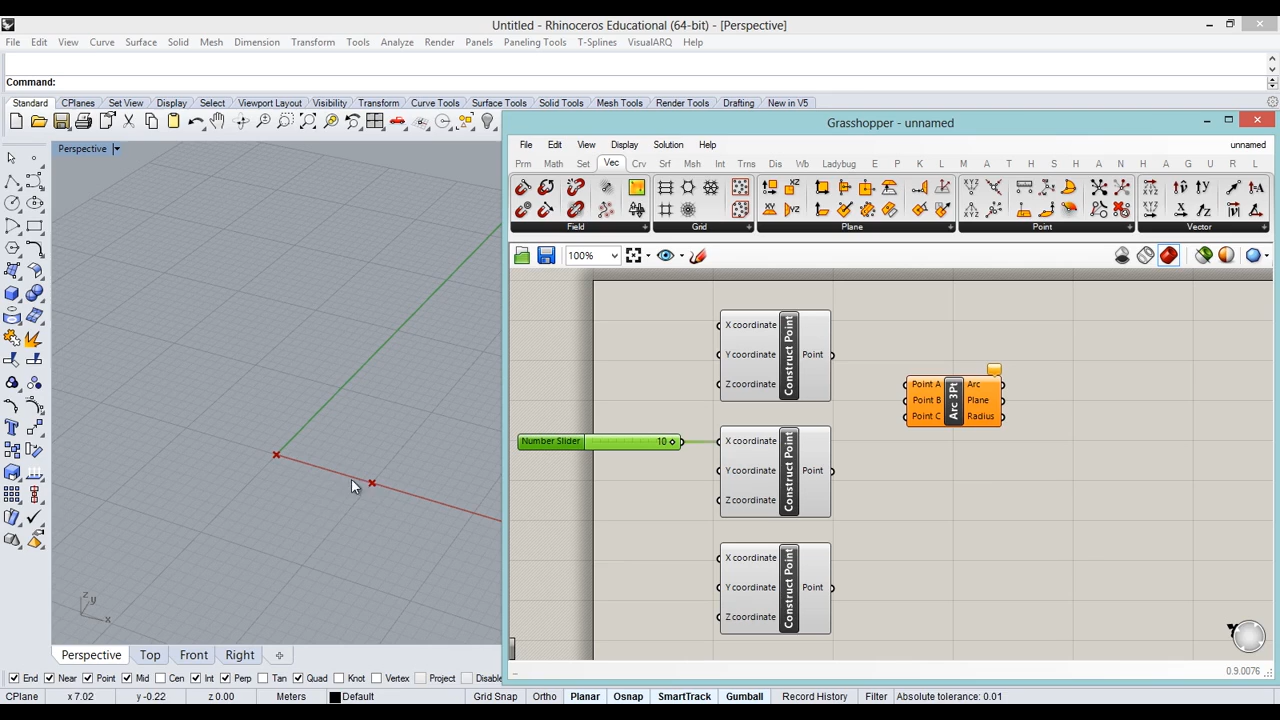 Untitled - Rhinoceros Educational (64-bit) - [Perspective]
File Edit View Curve Surface Solid Mesh Dimension Transform Tools Analyze Render Panels Paneling Tools T-Splines VisualARQ Help
Command:
Standard CPlanes Set View Display Select Viewport Layout Visibility Transform Curve Tools Surface Tools Solid Tools Mesh Tools Render Tools Drafting New in V5
Grasshopper - unnamed
Perspective
File Edit View Display Solution Help unnamed
Prm Math Set Vec Crv Srf Msh Int Trns Dis Wb Ladybug E P K L M A T H S K A H U R L
Field Grid Plane Point Vector
100%
X coordinate
Y coordinate
Z coordinate
Construct Point
Point
Point A
Point B
Point C
Arc 3Pt
Arc
Plane
Radius
Number Slider 10
X coordinate
Y coordinate
Z coordinate
Construct Point
Point
X coordinate
Y coordinate
Z coordinate
Construct Point
Point
z y x
Perspective Top Front Right
0.9.0076
End Near Point Mid Cen Int Perp Tan Quad Knot Vertex Project Disable
CPlane x 7.02 y -0.22 z 0.00 Meters Default Grid Snap Ortho Planar Osnap SmartTrack Gumball Record History Filter Absolute tolerance: 0.01